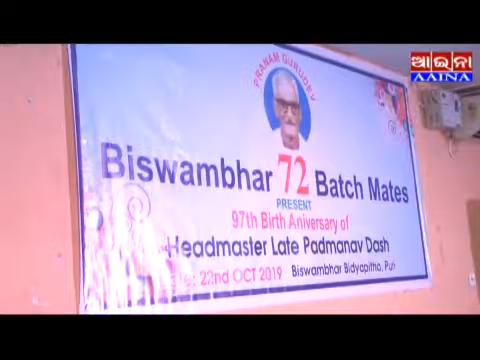 ଆଇନା
AAINA
PRANAM GURUDEV
Biswambhar 72 Batch Mates
PRESENT
97th Birth Aniversary of
Headmaster Late Padmanav Dash
22nd OCT 2019 Biswambhar Bidyapitha, Puri